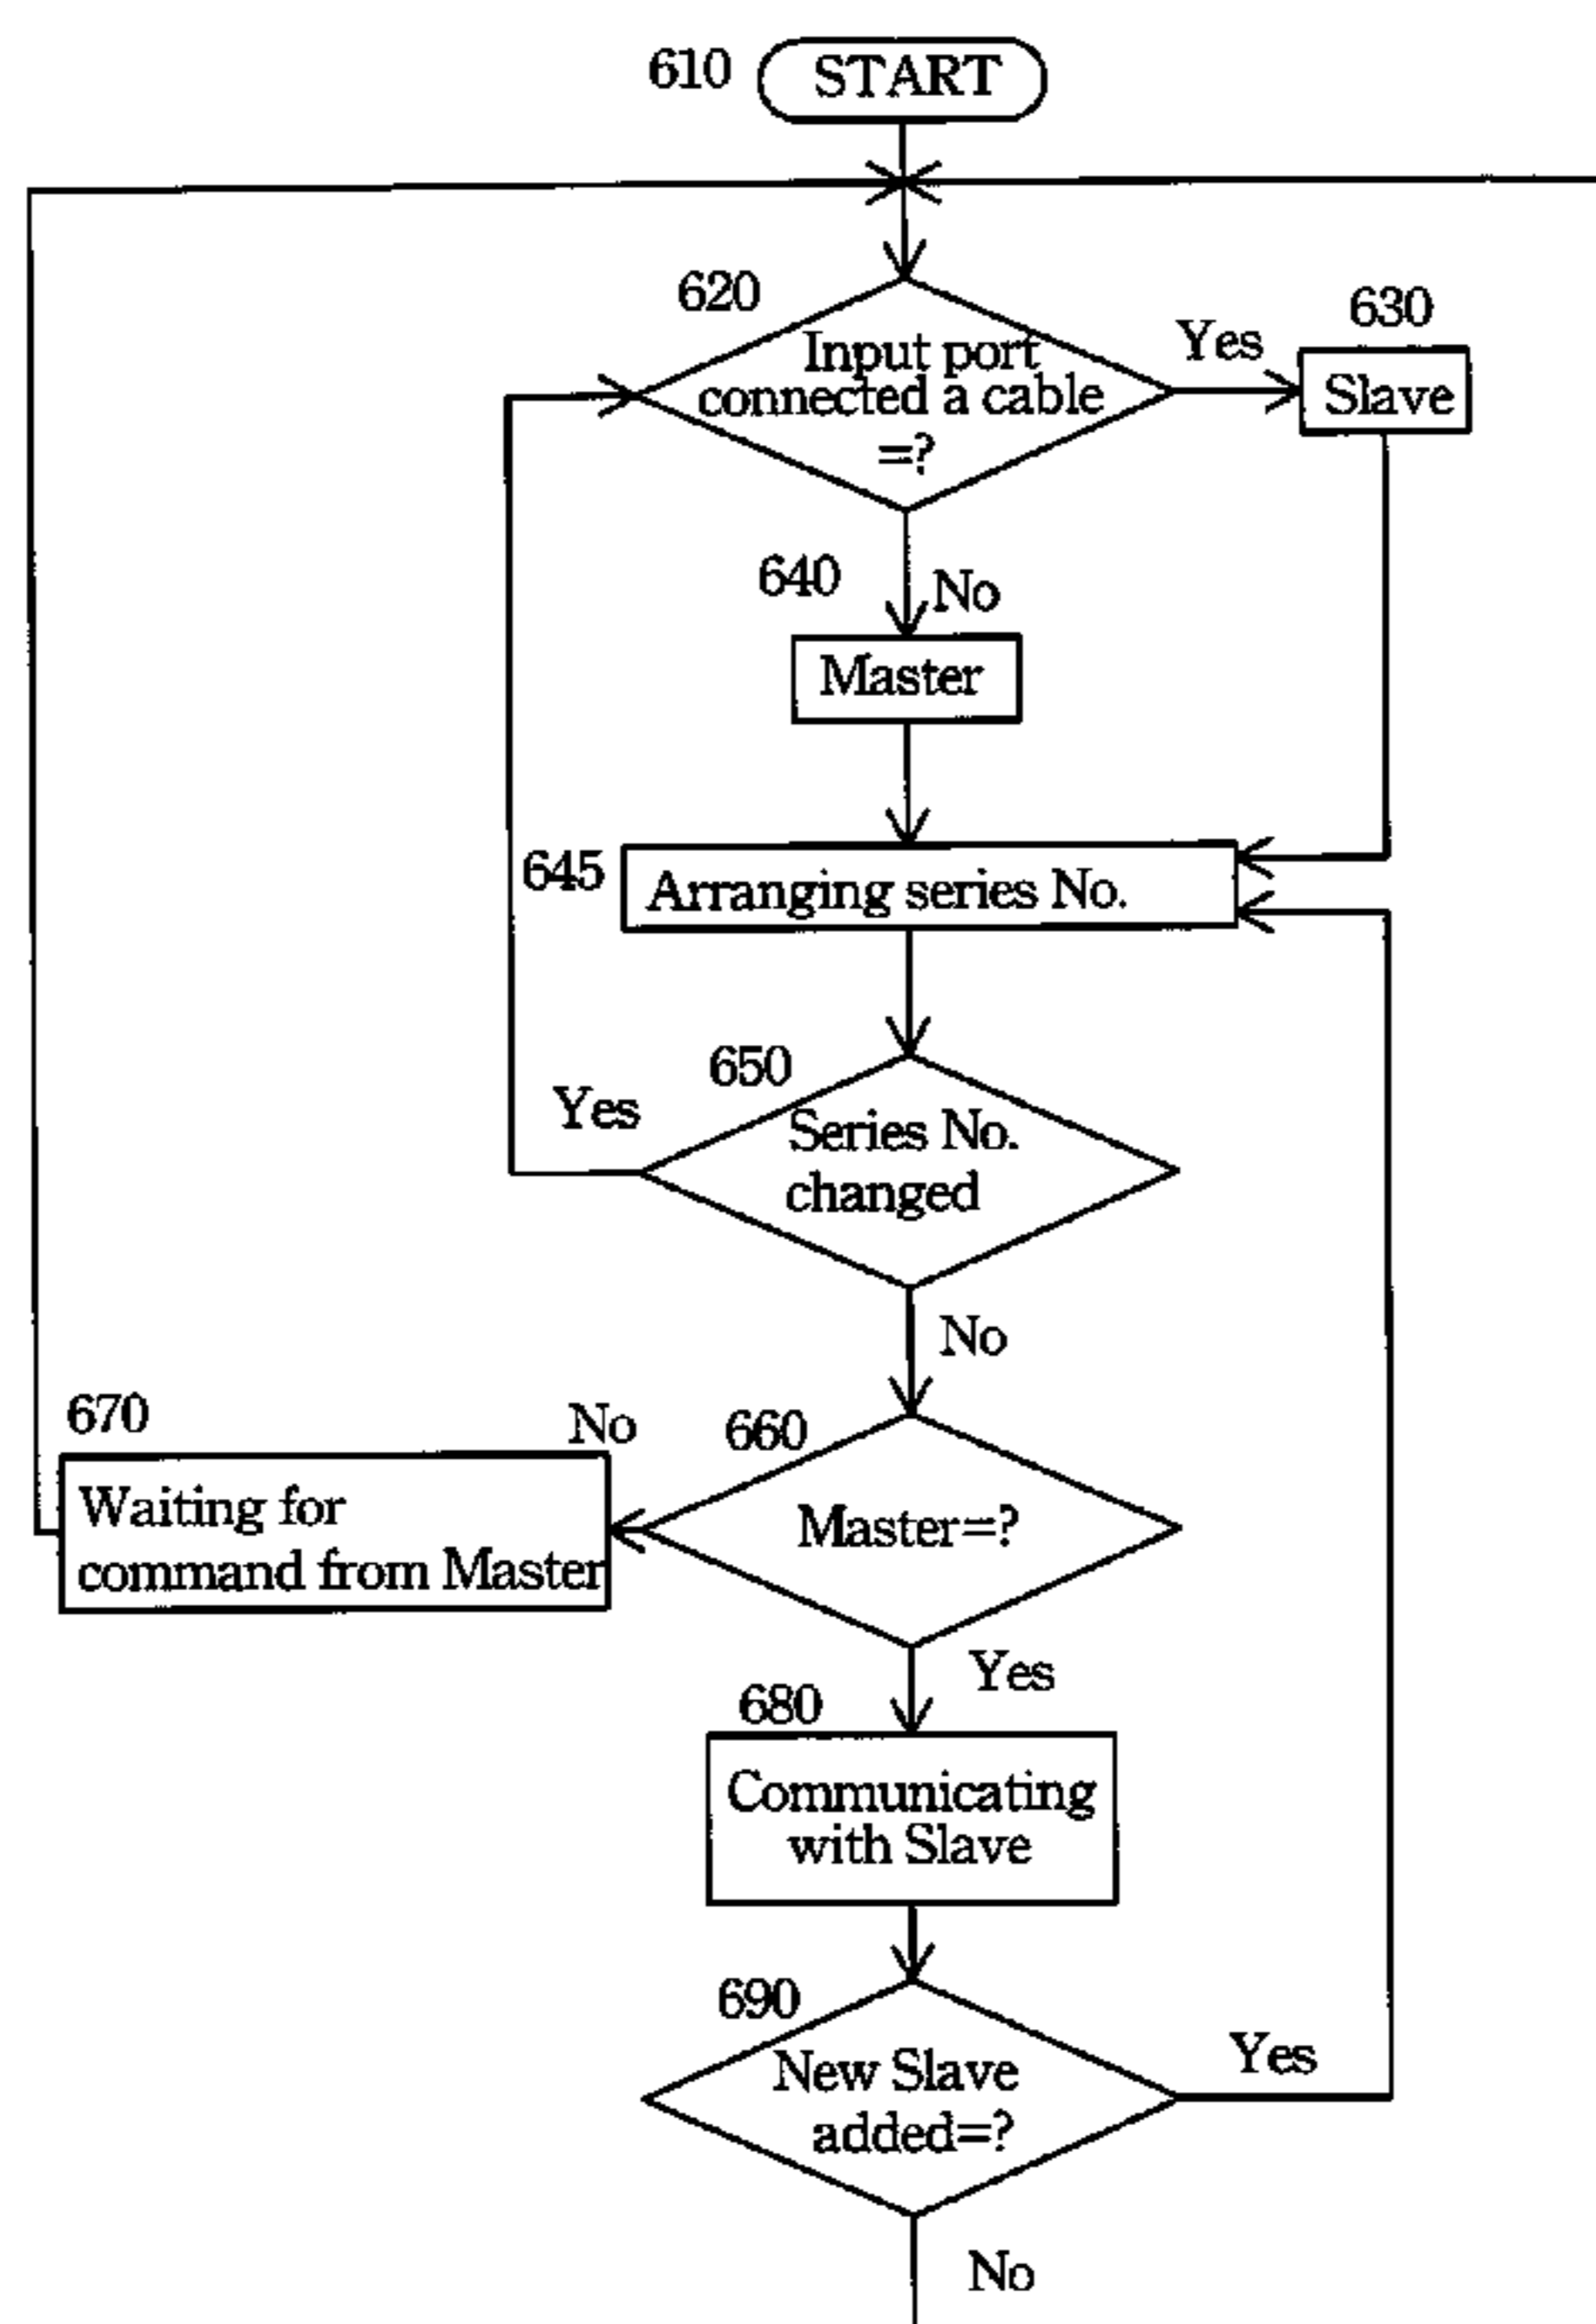 610
START
620
Input port
connected a cable
=?
Yes
630
Slave
640
No
Master
645
Arranging series No.
650
Yes
Series No.
changed
No
670
No
660
Waiting for
command from Master
Master=?
Yes
680
Communicating
with Slave
690
New Slave
added=?
Yes
No